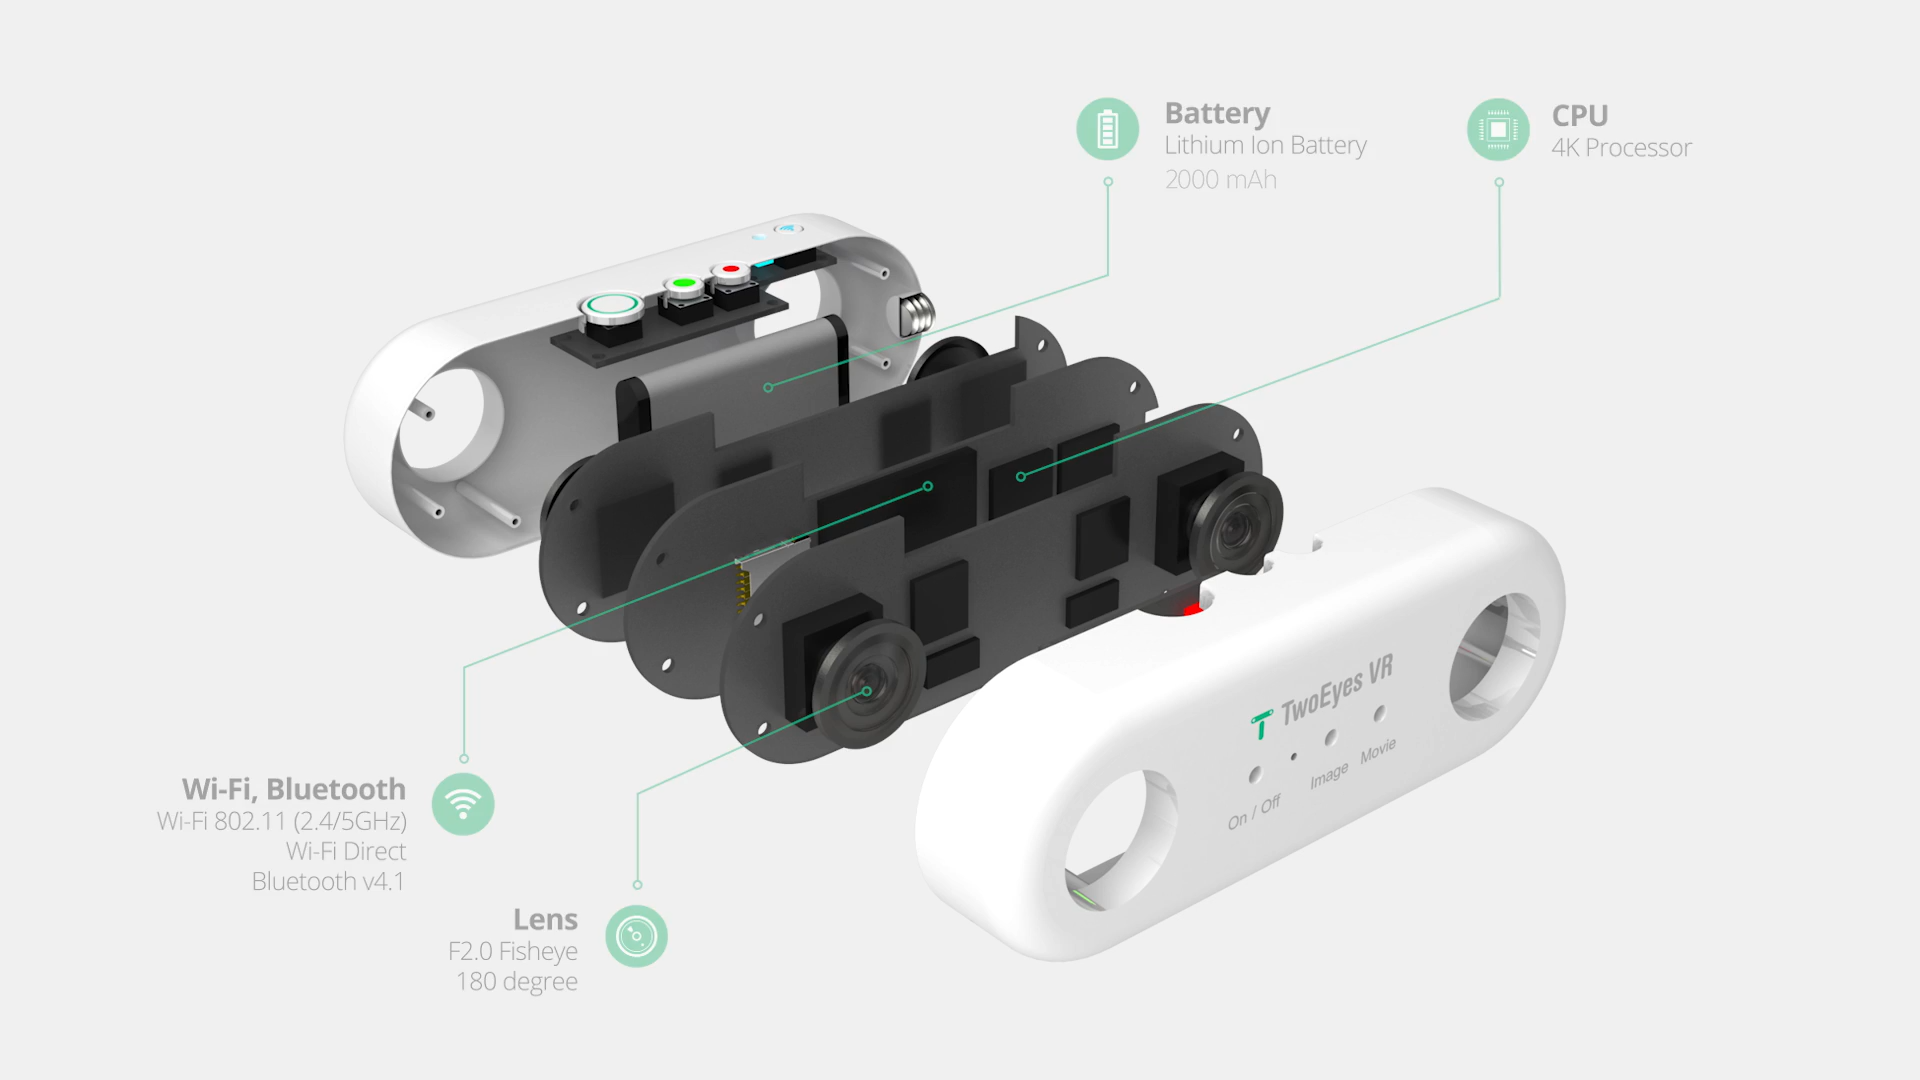 Battery
Lithium Ion Battery
2000 mAh
CPU
4K Processor
TwoEyes VR
On / Off
Image
Movie
Wi-Fi, Bluetooth
Wi-Fi 802.11 (2.4/5GHz)
Wi-Fi Direct
Bluetooth v4.1
Lens
F2.0 Fisheye
180 degree